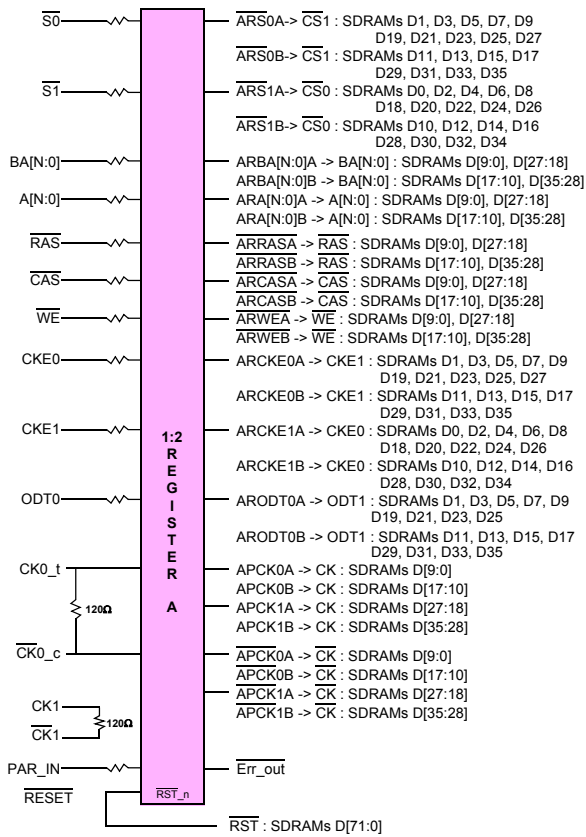 S0
ARS0A-> CS1 : SDRAMs D1, D3, D5, D7, D9
D19, D21, D23, D25, D27
ARS0B-> CS1 : SDRAMs D11, D13, D15, D17
D29, D31, D33, D35
S1
ARS1A-> CS0 : SDRAMs D0, D2, D4, D6, D8
D18, D20, D22, D24, D26
ARS1B-> CS0 : SDRAMs D10, D12, D14, D16
D28, D30, D32, D34
BA[N:0]
ARBA[N:0]A -> BA[N:0] : SDRAMs D[9:0], D[27:18]
ARBA[N:0]B -> BA[N:0] : SDRAMs D[17:10], D[35:28]
A[N:0]
ARA[N:0]A -> A[N:0] : SDRAMs D[9:0], D[27:18]
ARA[N:0]B -> A[N:0] : SDRAMs D[17:10], D[35:28]
RAS
ARRASA -> RAS : SDRAMs D[9:0], D[27:18]
ARRASB -> RAS : SDRAMs D[17:10], D[35:28]
CAS
ARCASA -> CAS : SDRAMs D[9:0], D[27:18]
ARCASB -> CAS : SDRAMs D[17:10], D[35:28]
WE
ARWEA -> WE : SDRAMs D[9:0], D[27:18]
ARWEB -> WE : SDRAMs D[17:10], D[35:28]
CKE0
ARCKE0A -> CKE1 : SDRAMs D1, D3, D5, D7, D9
D19, D21, D23, D25, D27
ARCKE0B -> CKE1 : SDRAMs D11, D13, D15, D17
D29, D31, D33, D35
CKE1
ARCKE1A -> CKE0 : SDRAMs D0, D2, D4, D6, D8
D18, D20, D22, D24, D26
ARCKE1B -> CKE0 : SDRAMs D10, D12, D14, D16
D28, D30, D32, D34
1:2
R
E
G
I
S
T
E
R
A
ODT0
ARODT0A -> ODT1 : SDRAMs D1, D3, D5, D7, D9
D19, D21, D23, D25
ARODT0B -> ODT1 : SDRAMs D11, D13, D15, D17
D29, D31, D33, D35
CK0_t
APCK0A -> CK : SDRAMs D[9:0]
APCK0B -> CK : SDRAMs D[17:10]
120Ω
APCK1A -> CK : SDRAMs D[27:18]
APCK1B -> CK : SDRAMs D[35:28]
CK0_c
APCK0A -> CK : SDRAMs D[9:0]
APCK0B -> CK : SDRAMs D[17:10]
APCK1A -> CK : SDRAMs D[27:18]
APCK1B -> CK : SDRAMs D[35:28]
CK1
120Ω
CK1
PAR_IN
Err_out
RESET
RST_n
RST : SDRAMs D[71:0]